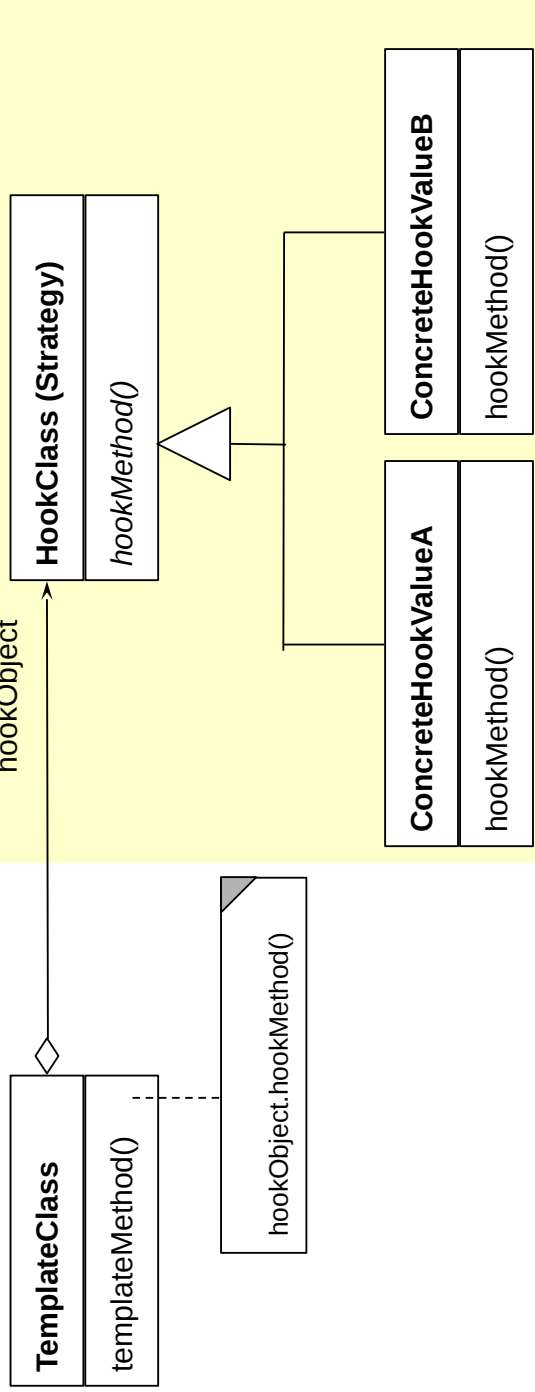 hookObject
TemplateClass
templateMethod()
HookClass (Strategy)
hookMethod()
hookObject.hookMethod()
ConcreteHookValueA
hookMethod()
ConcreteHookValueB
hookMethod()